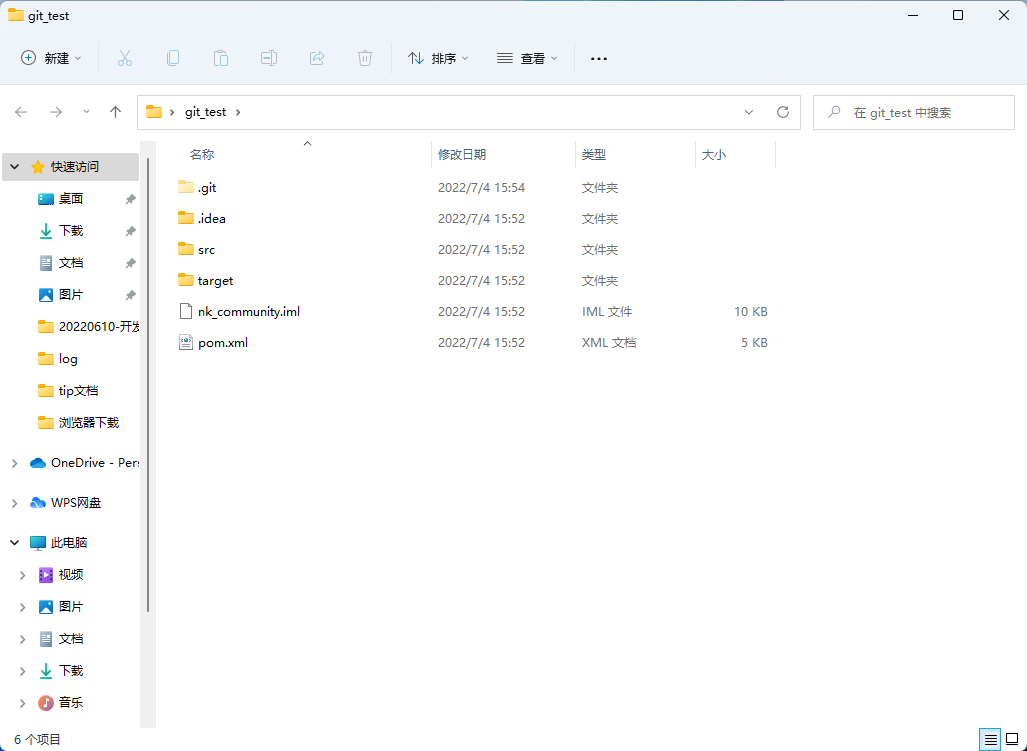 git_test
新建
排序
查看
git_test
在 git_test 中搜索
名称 修改日期 类型 大小
.git 2022/7/4 15:54 文件夹
.idea 2022/7/4 15:52 文件夹
src 2022/7/4 15:52 文件夹
target 2022/7/4 15:52 文件夹
nk_community.iml 2022/7/4 15:52 IML 文件 10 KB
pom.xml 2022/7/4 15:52 XML 文档 5 KB
快速访问
桌面
下载
文档
图片
20220610-开发
log
tip文档
浏览器下载
OneDrive - Pers
WPS网盘
此电脑
视频
图片
文档
下载
音乐
6 个项目